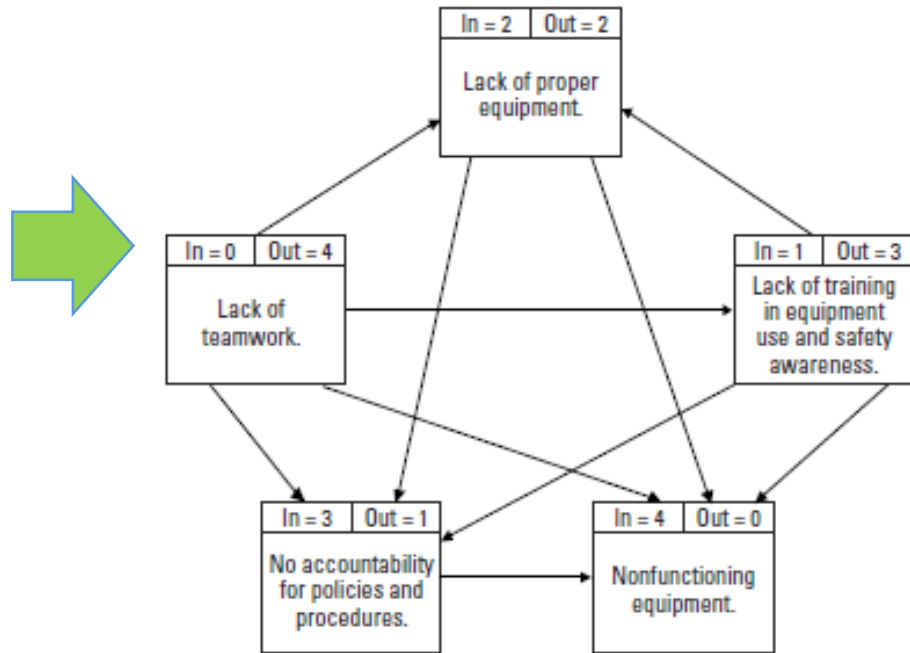 In = 2 Out = 2
Lack of proper
equipment.
In = 0 Out = 4
Lack of
teamwork.
In = 1 Out = 3
Lack of training
in equipment
use and safety
awareness.
In = 3 Out = 1
No accountability
for policies and
procedures.
In = 4 Out = 0
Nonfunctioning
equipment.